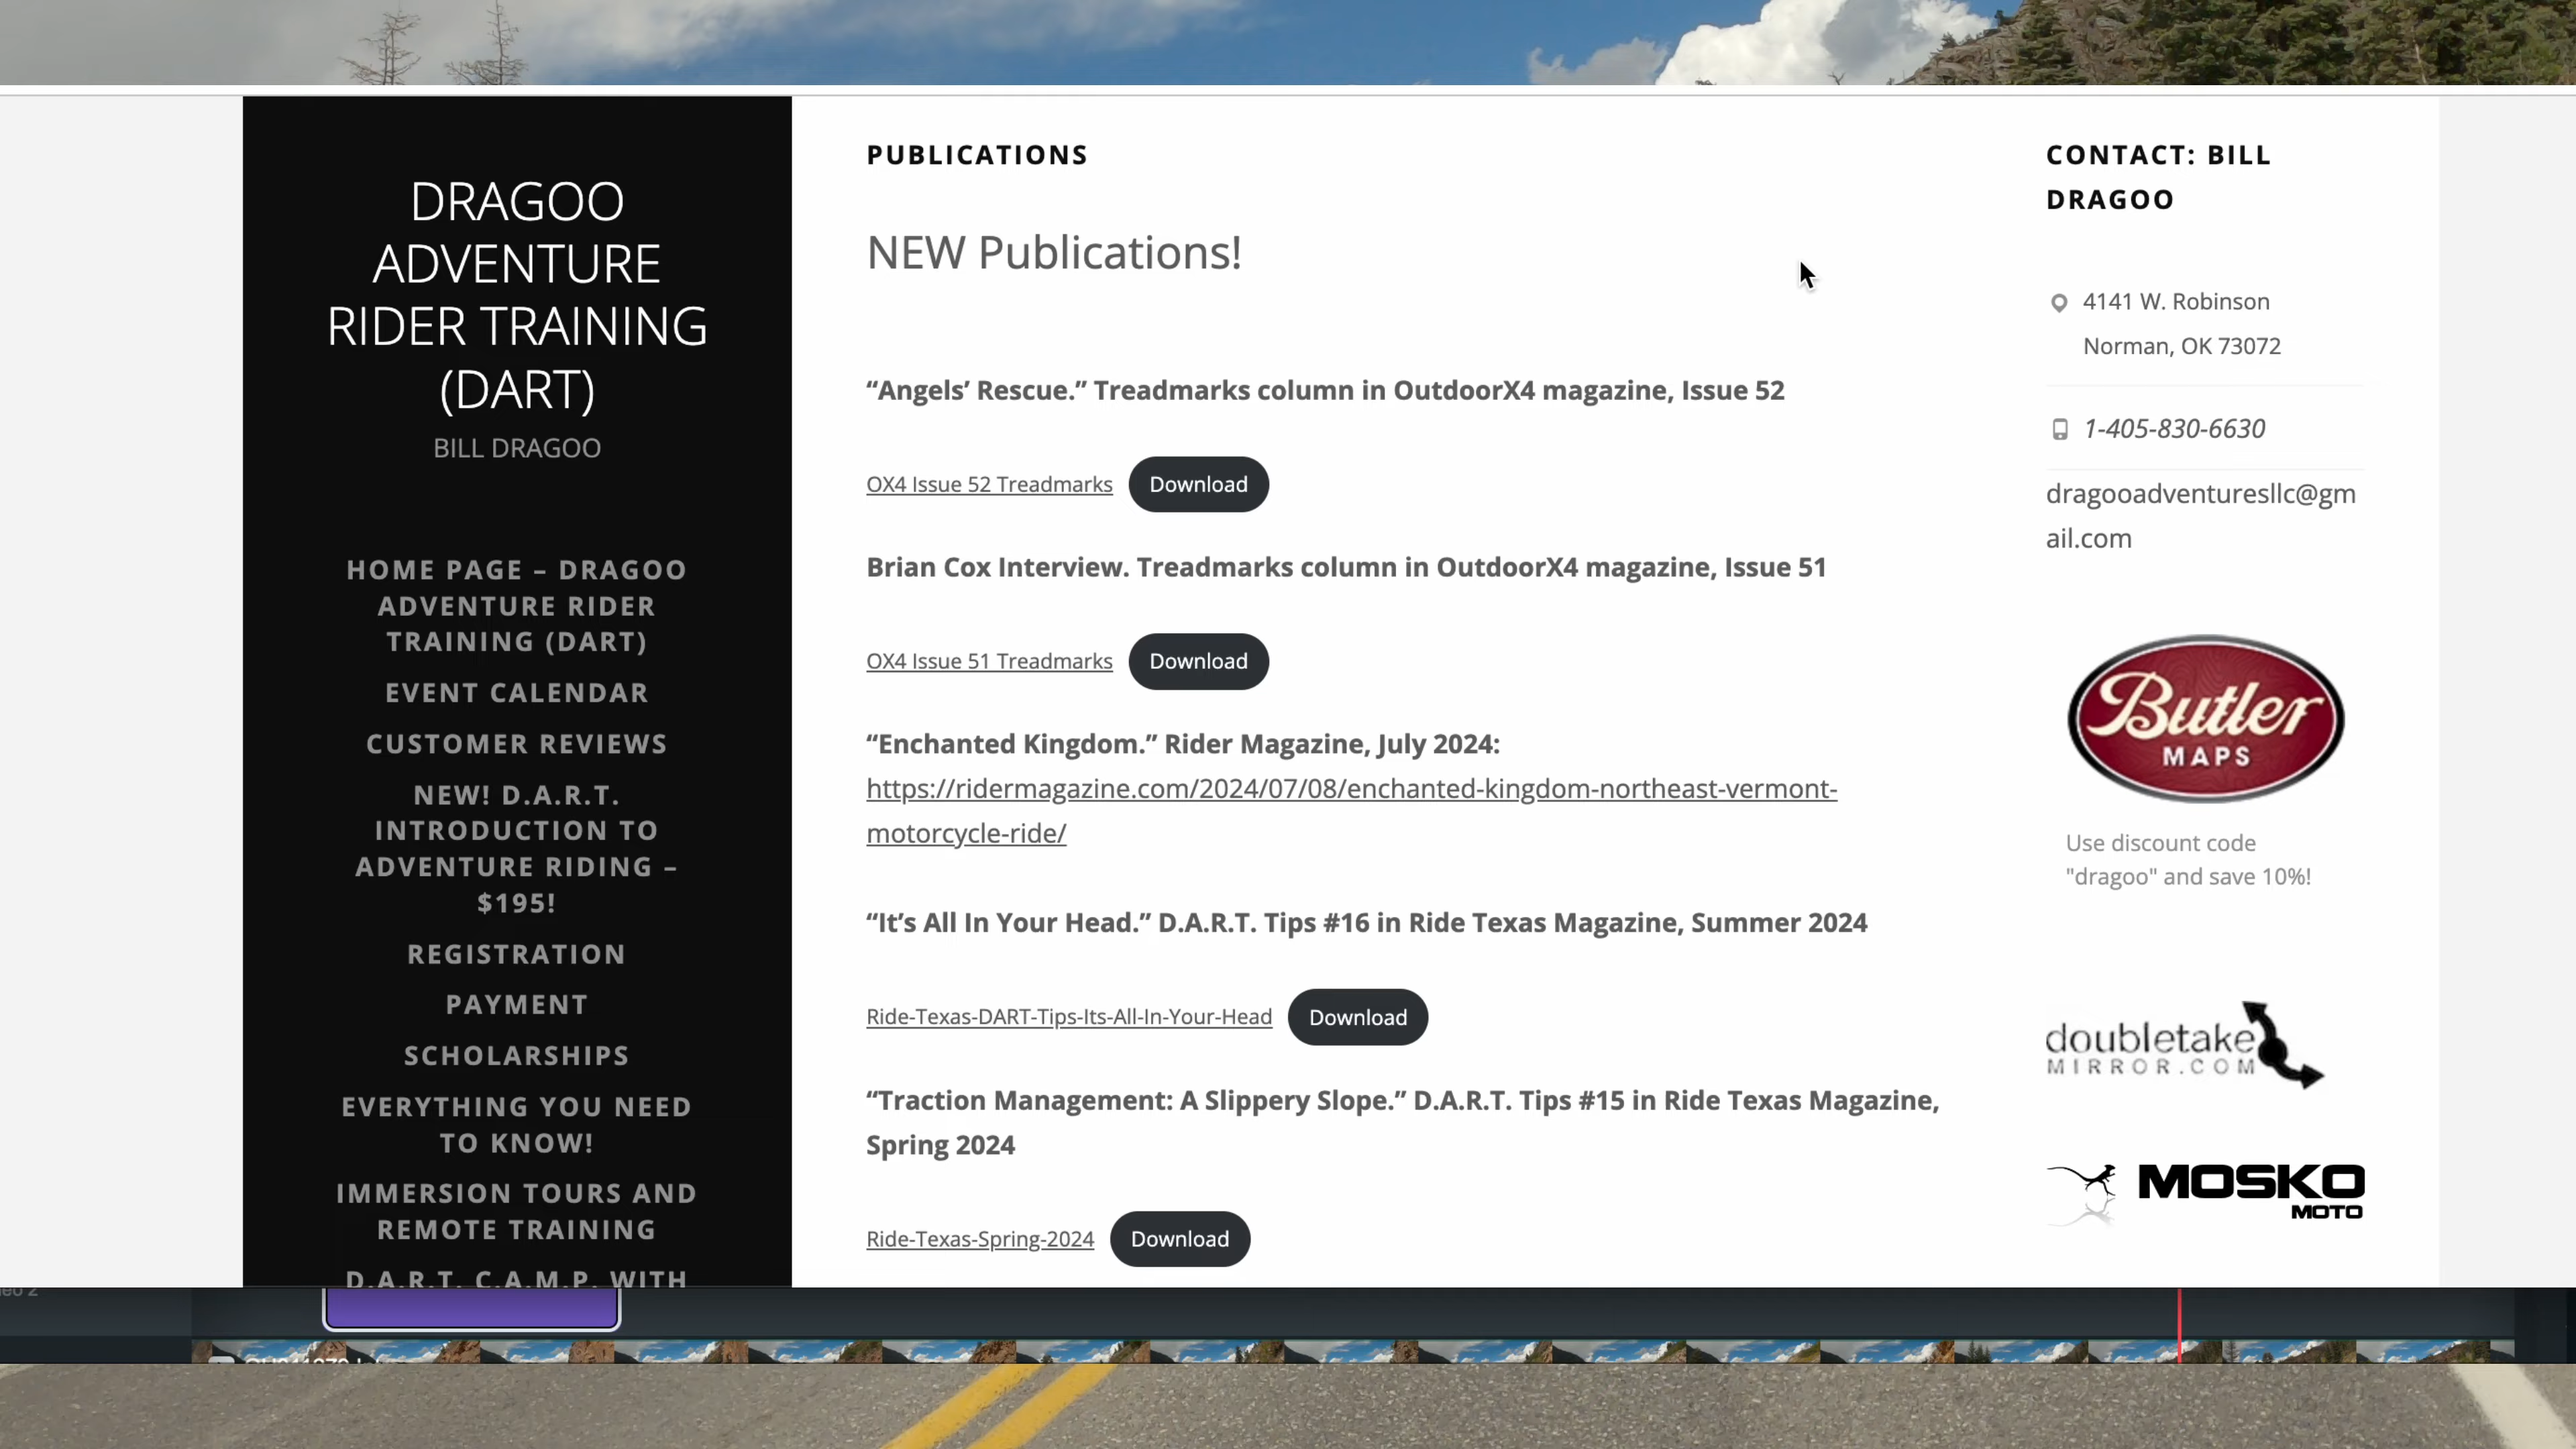 DRAGOO
ADVENTURE
RIDER TRAINING
(DART)
BILL DRAGOO
HOME PAGE – DRAGOO
ADVENTURE RIDER
TRAINING (DART)
EVENT CALENDAR
CUSTOMER REVIEWS
NEW! D.A.R.T.
INTRODUCTION TO
ADVENTURE RIDING –
$195!
REGISTRATION
PAYMENT
SCHOLARSHIPS
EVERYTHING YOU NEED
TO KNOW!
IMMERSION TOURS AND
REMOTE TRAINING
D.A.R.T. C.A.M.P. WITH
PUBLICATIONS
NEW Publications!
“Angels’ Rescue.” Treadmarks column in OutdoorX4 magazine, Issue 52
OX4 Issue 52 Treadmarks Download
Brian Cox Interview. Treadmarks column in OutdoorX4 magazine, Issue 51
OX4 Issue 51 Treadmarks Download
“Enchanted Kingdom.” Rider Magazine, July 2024:
https://ridermagazine.com/2024/07/08/enchanted-kingdom-northeast-vermont-
motorcycle-ride/
“It’s All In Your Head.” D.A.R.T. Tips #16 in Ride Texas Magazine, Summer 2024
Ride-Texas-DART-Tips-Its-All-In-Your-Head Download
“Traction Management: A Slippery Slope.” D.A.R.T. Tips #15 in Ride Texas Magazine,
Spring 2024
Ride-Texas-Spring-2024 Download
CONTACT: BILL
DRAGOO
4141 W. Robinson
Norman, OK 73072
1-405-830-6630
dragooadventuresllc@gm
ail.com
Butler
MAPS
Use discount code
"dragoo" and save 10%!
doubletake
MIRROR.COM
MOSKO
MOTO